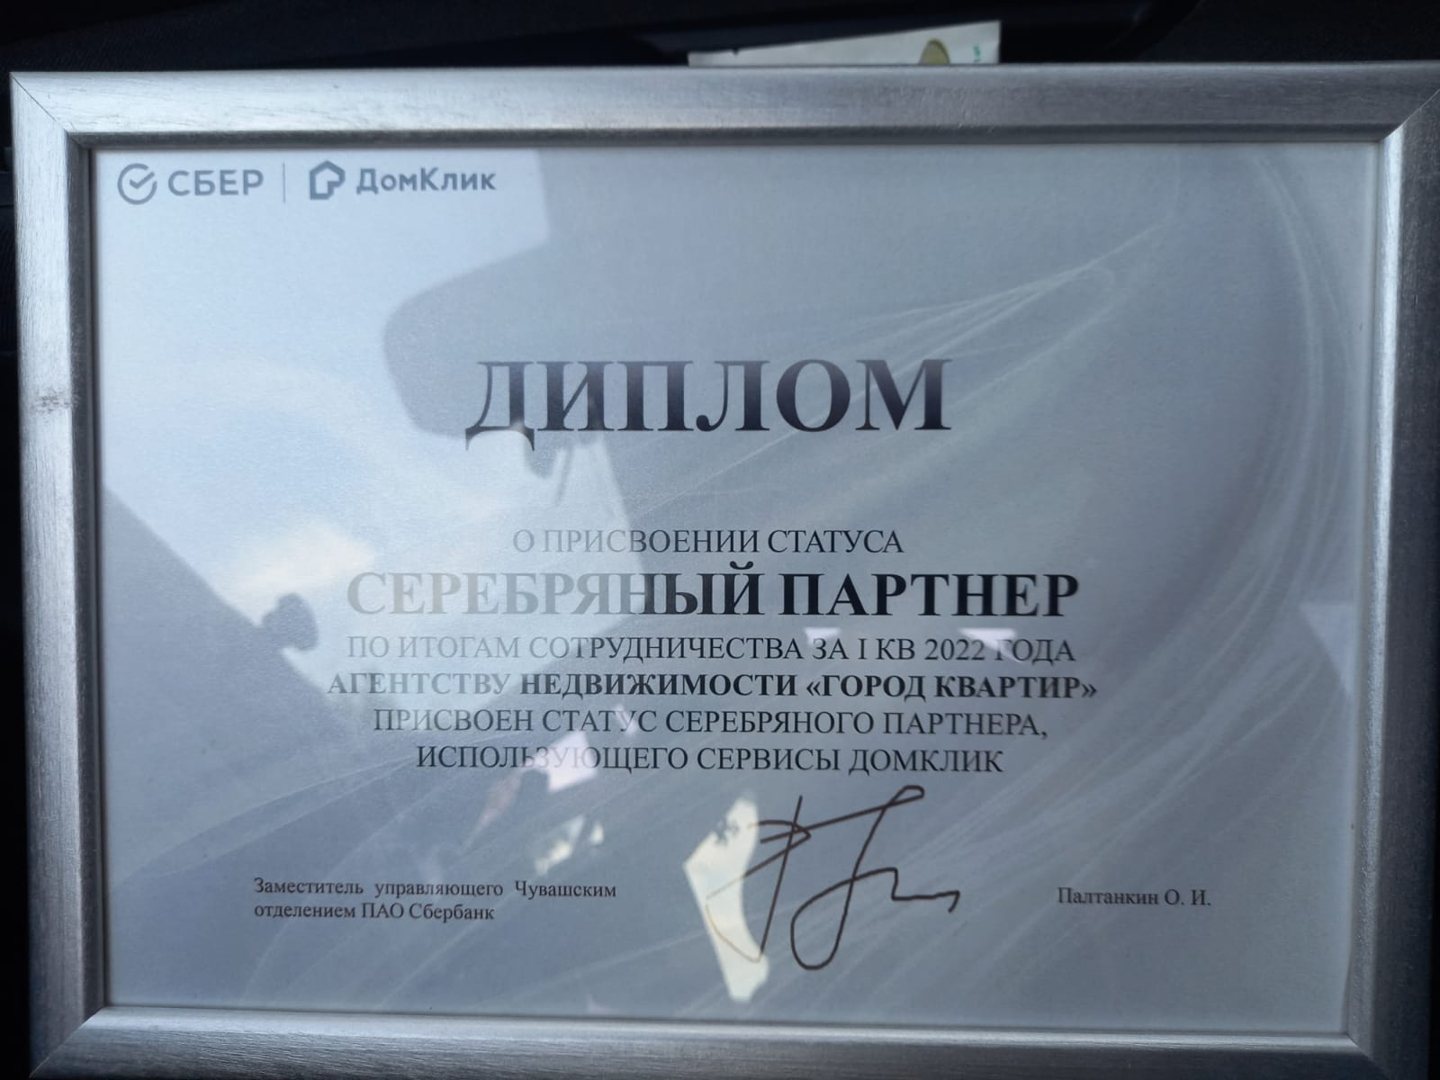 СБЕР | ДомКлик
ДИПЛОМ
О ПРИСВОЕНИИ СТАТУСА
СЕРЕБРЯНЫЙ ПАРТНЕР
ПО ИТОГАМ СОТРУДНИЧЕСТВА ЗА I КВ 2022 ГОДА
АГЕНТСТВУ НЕДВИЖИМОСТИ «ГОРОД КВАРТИР»
ПРИСВОЕН СТАТУС СЕРЕБРЯНОГО ПАРТНЕРА,
ИСПОЛЬЗУЮЩЕГО СЕРВИСЫ ДОМКЛИК
Заместитель управляющего Чувашским
отделением ПАО Сбербанк
Палтанкин О. И.